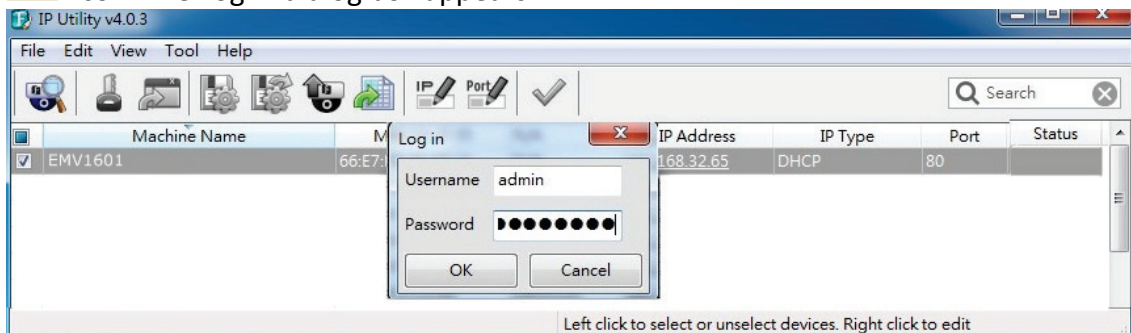 IP Utility v4.0.3
File Edit View Tool Help
IP Port Search
Machine Name M IP Address IP Type Port Status
EMV1601 66:E7: 168.32.65 DHCP 80
Log in
Username admin
Password
OK Cancel
Left click to select or unselect devices. Right click to edit